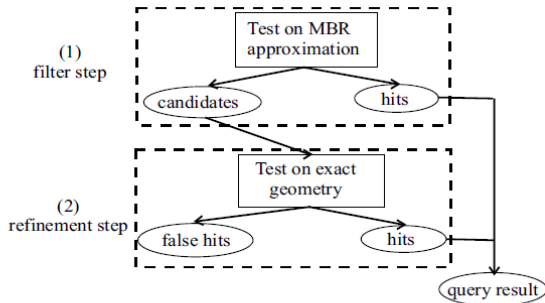 (1)
filter step
Test on MBR
approximation
candidates
hits
(2)
refinement step
Test on exact
geometry
false hits
hits
query result